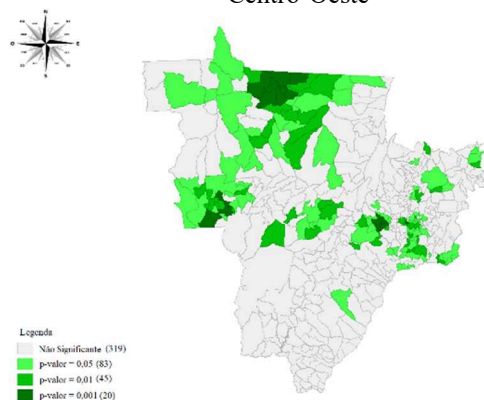 Centro-Oeste
N
O E
S
Legenda
Não Significante (319)
p-valor = 0,05 (83)
p-valor = 0,01 (45)
p-valor = 0,001 (20)